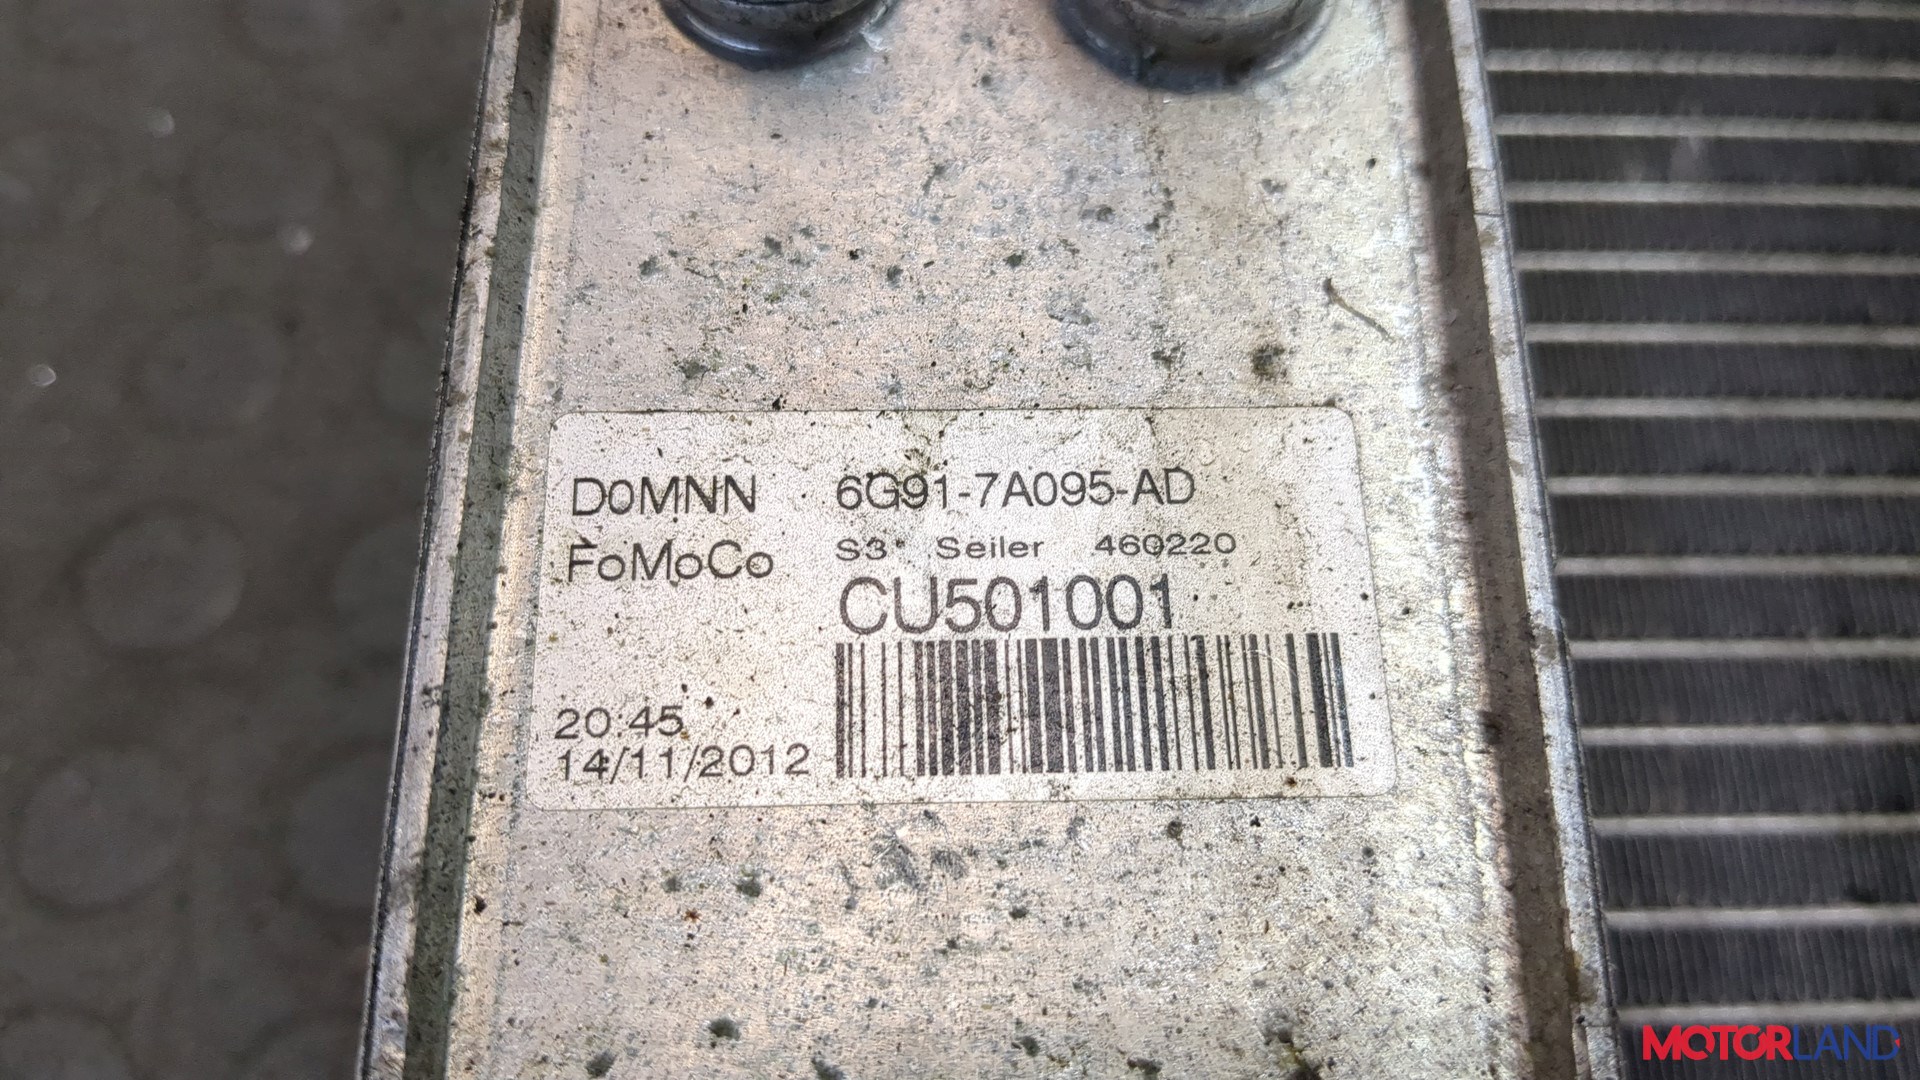 D0MNN 6G91-7A095-AD
FoMoCo S3* Seiler 460220
CU501001
20:45
14/11/2012
MOTORLAND